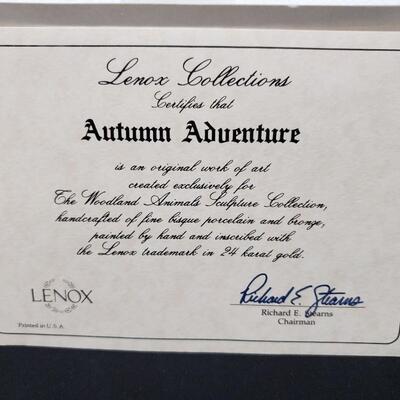 Lenox Collections
Certifies that
Autumn Adventure
is an original work of art
created exclusively for
The Woodland Animals Sculpture Collection,
handcrafted of fine bisque porcelain and bronze,
painted by hand and inscribed with
the Lenox trademark in 24 karat gold.
LENOX
Richard E. Stearns
Richard E. Stearns
Chairman
Printed in U.S.A.